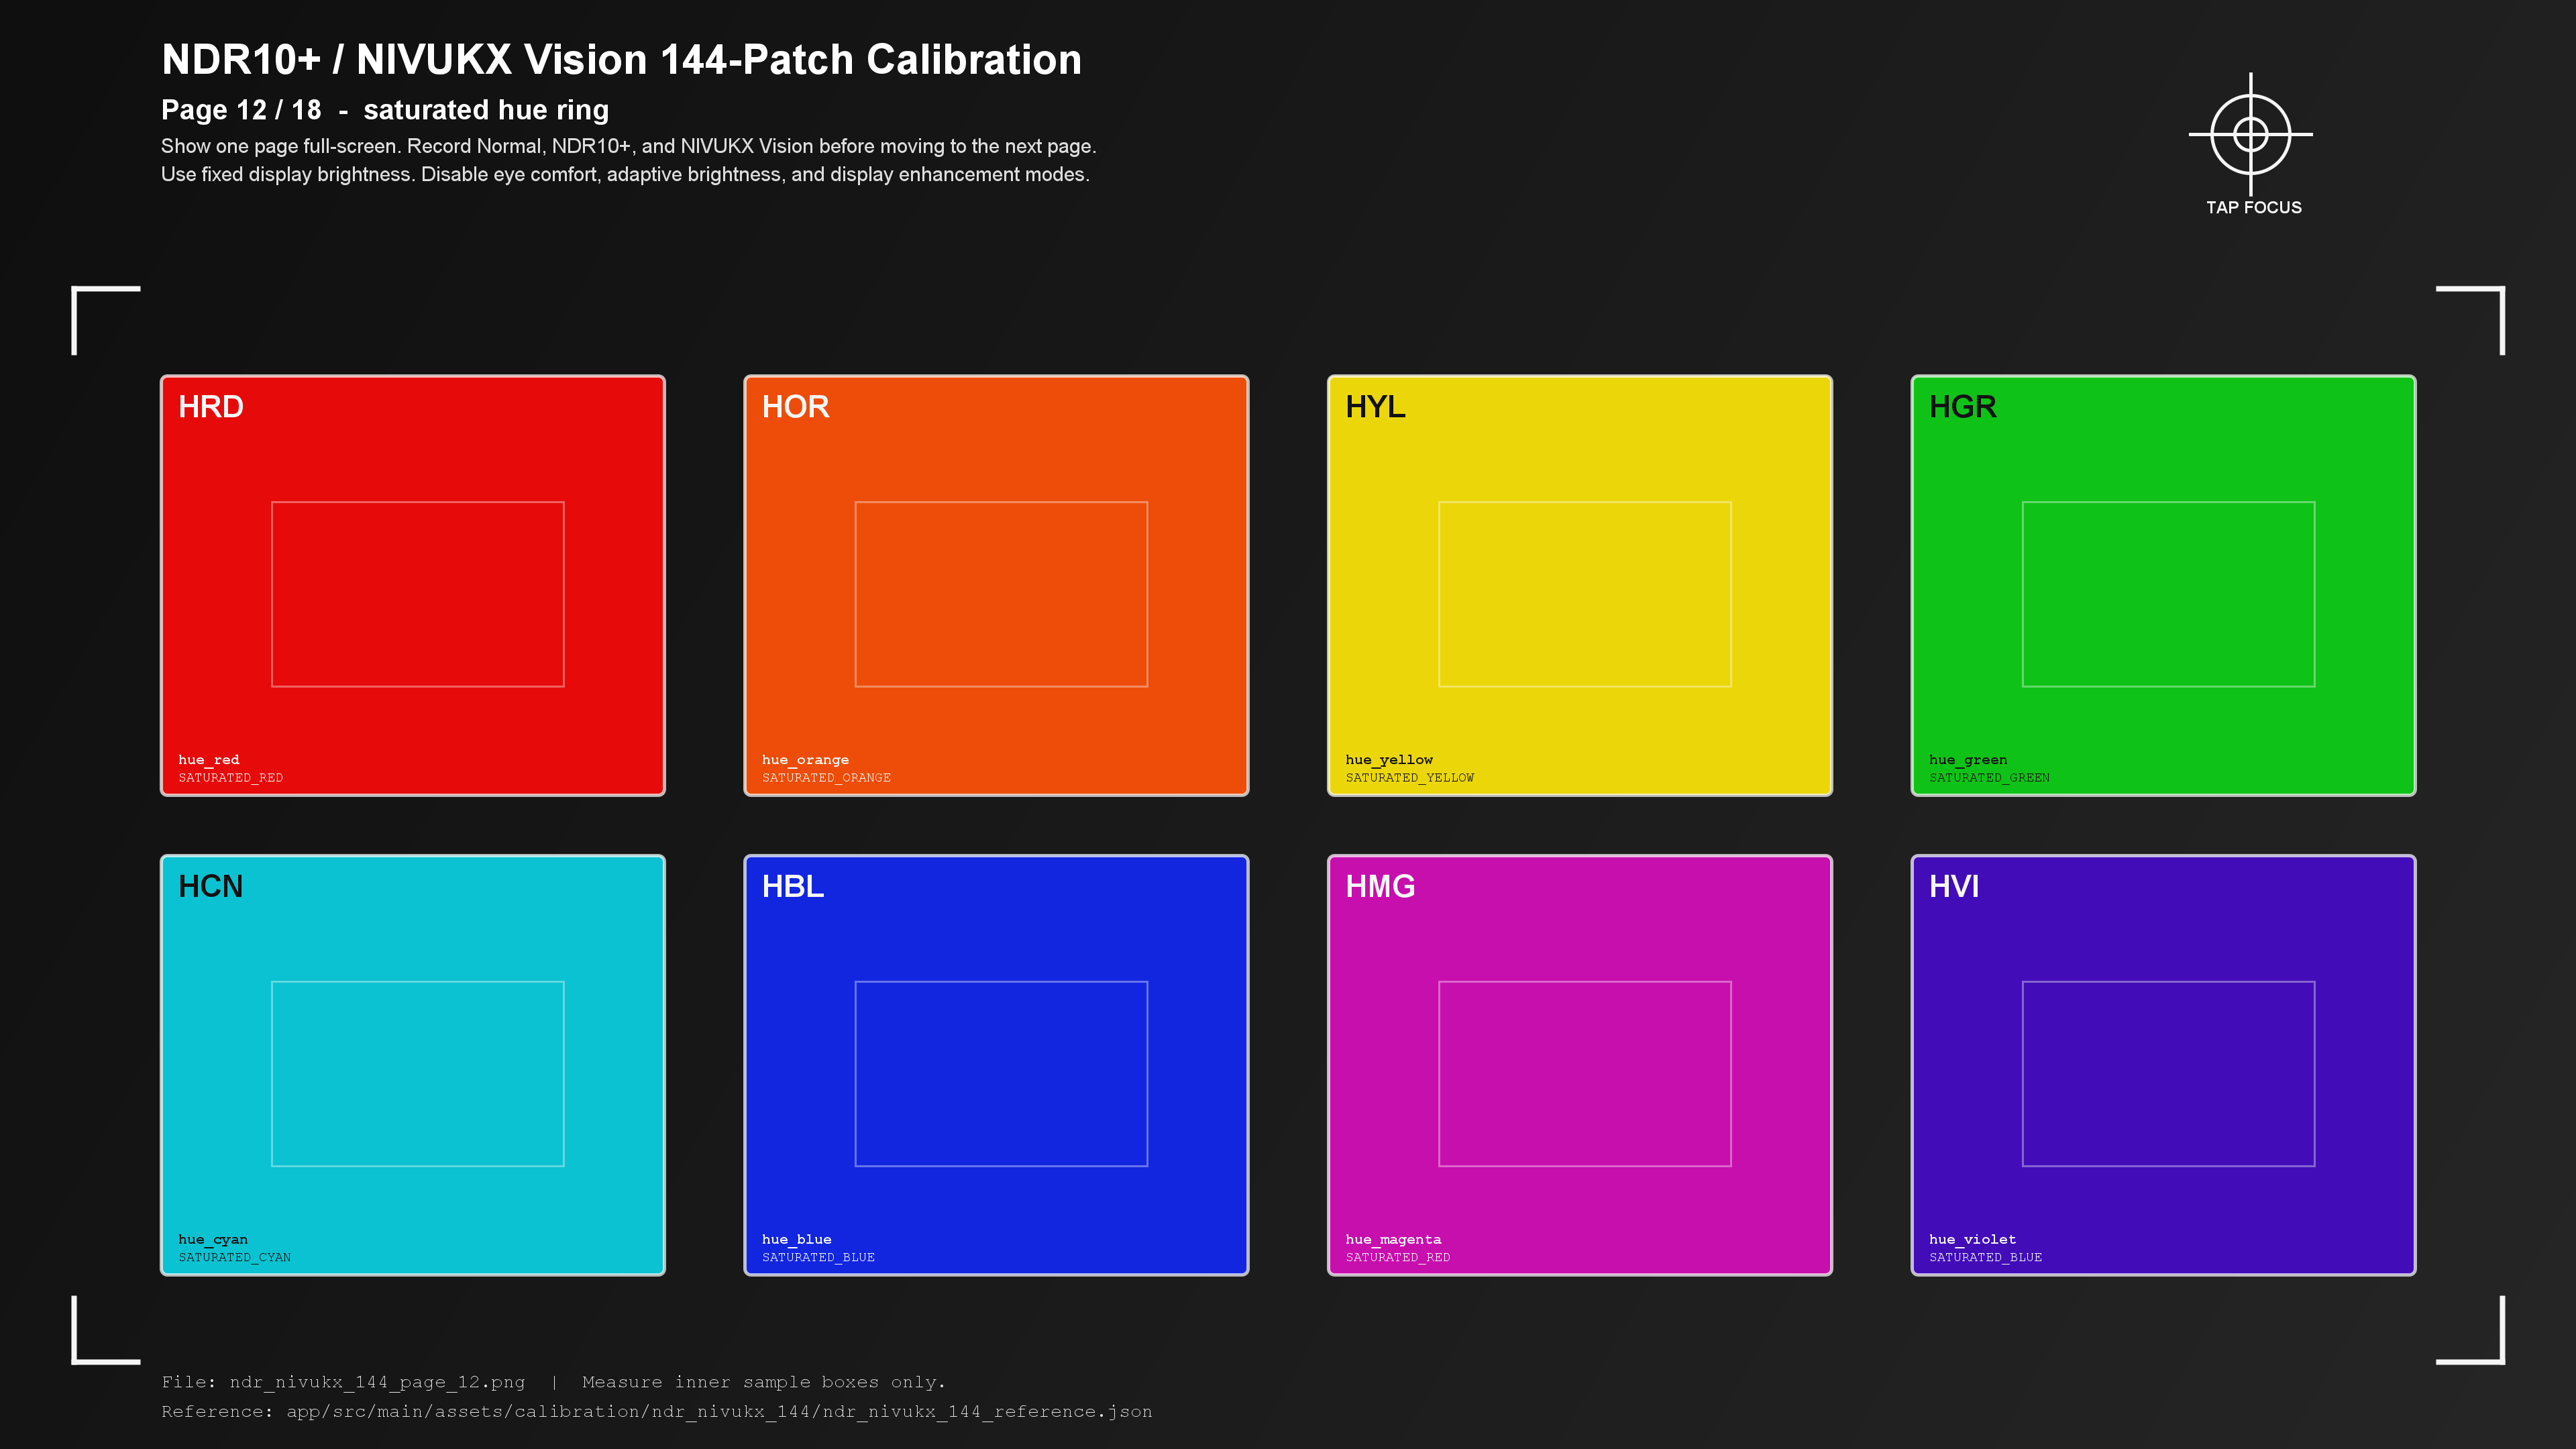 NDR10+ / NIVUKX Vision 144-Patch Calibration
Page 12 / 18 - saturated hue ring
Show one page full-screen. Record Normal, NDR10+, and NIVUKX Vision before moving to the next page.
Use fixed display brightness. Disable eye comfort, adaptive brightness, and display enhancement modes.
TAP FOCUS
HRD
hue_red
SATURATED_RED
HOR
hue_orange
SATURATED_ORANGE
HYL
hue_yellow
SATURATED_YELLOW
HGR
hue_green
SATURATED_GREEN
HCN
hue_cyan
SATURATED_CYAN
HBL
hue_blue
SATURATED_BLUE
HMG
hue_magenta
SATURATED_RED
HVI
hue_violet
SATURATED_BLUE
File: ndr_nivukx_144_page_12.png | Measure inner sample boxes only.
Reference: app/src/main/assets/calibration/ndr_nivukx_144/ndr_nivukx_144_reference.json